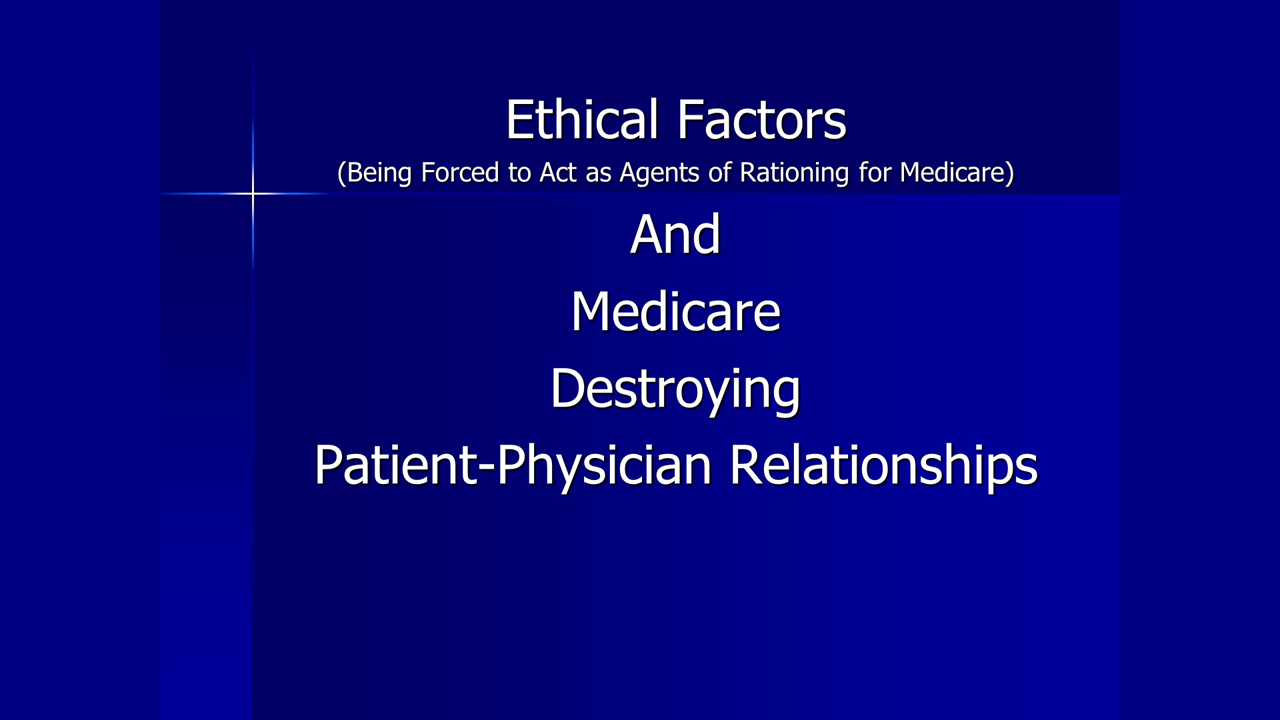 Ethical Factors
(Being Forced to Act as Agents of Rationing for Medicare)
And
Medicare
Destroying
Patient-Physician Relationships